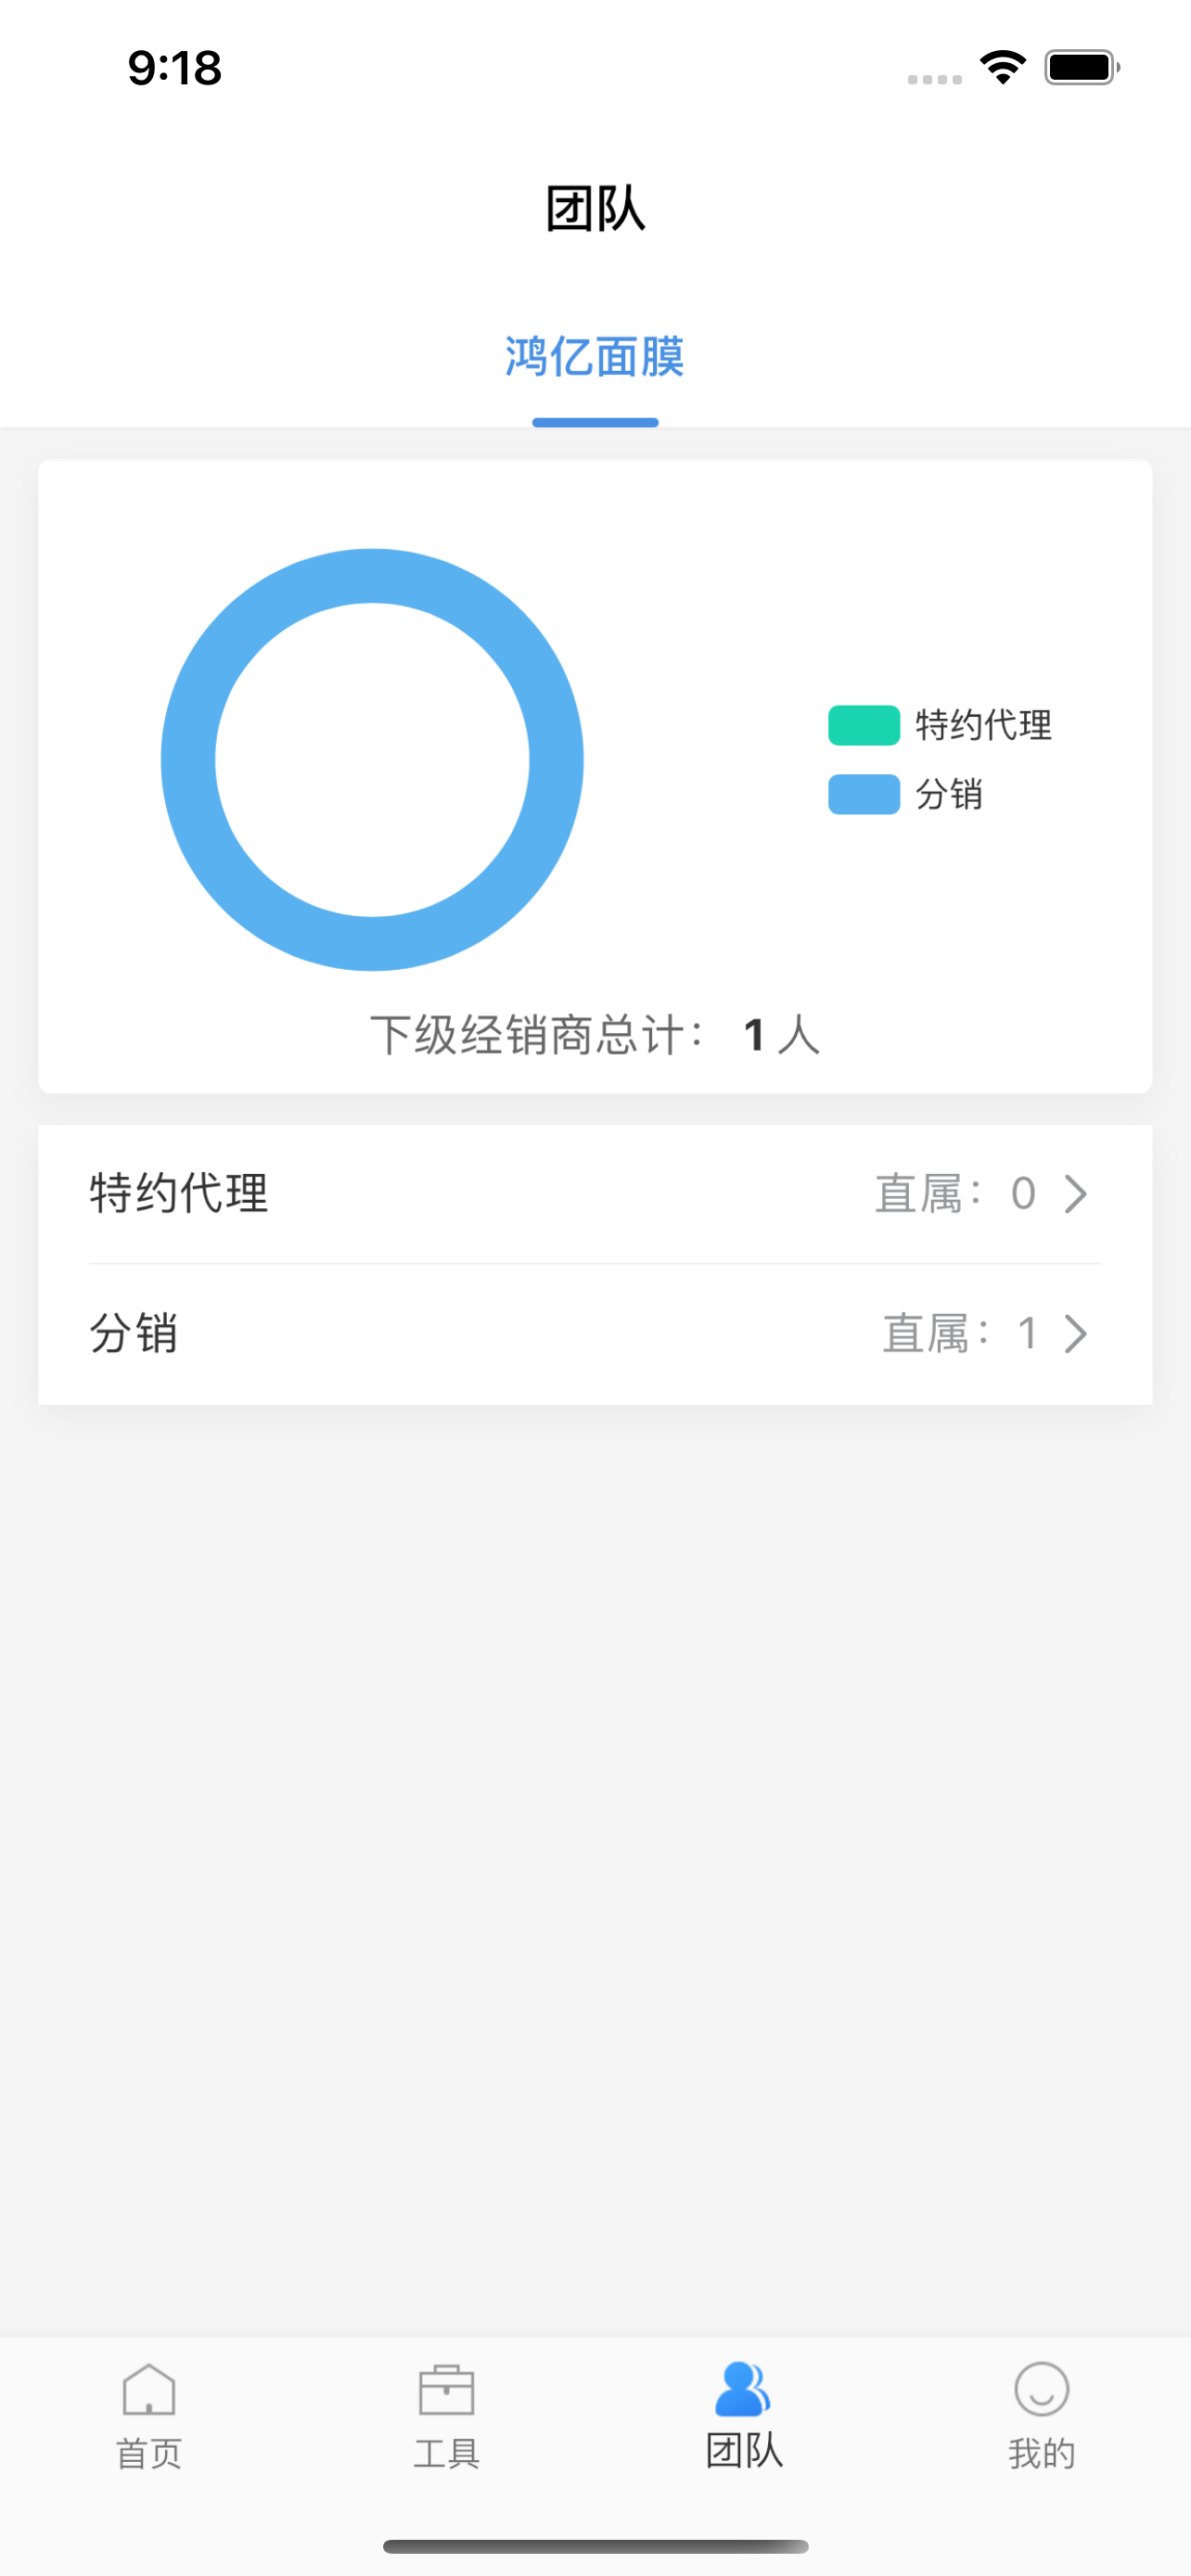 9:18
团队
鸿亿面膜
特约代理
分销
下级经销商总计： 1 人
特约代理 直属：0
分销 直属：1
首页 工具 团队 我的